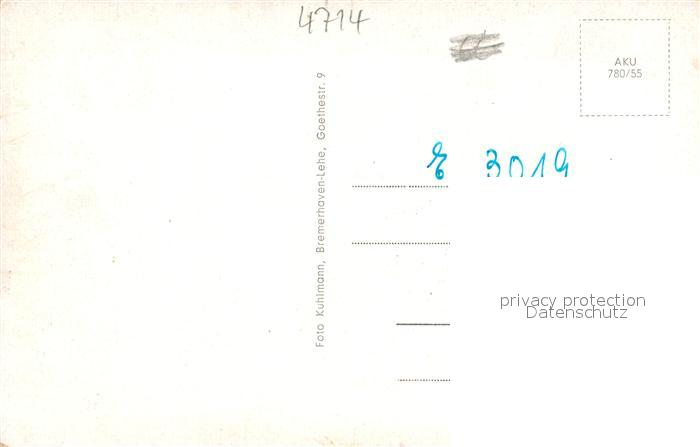 4714
AKU
780/55
Foto Kuhlmann, Bremerhaven-Lehe, Goethestr. 9
3019
privacy protection
Datenschutz